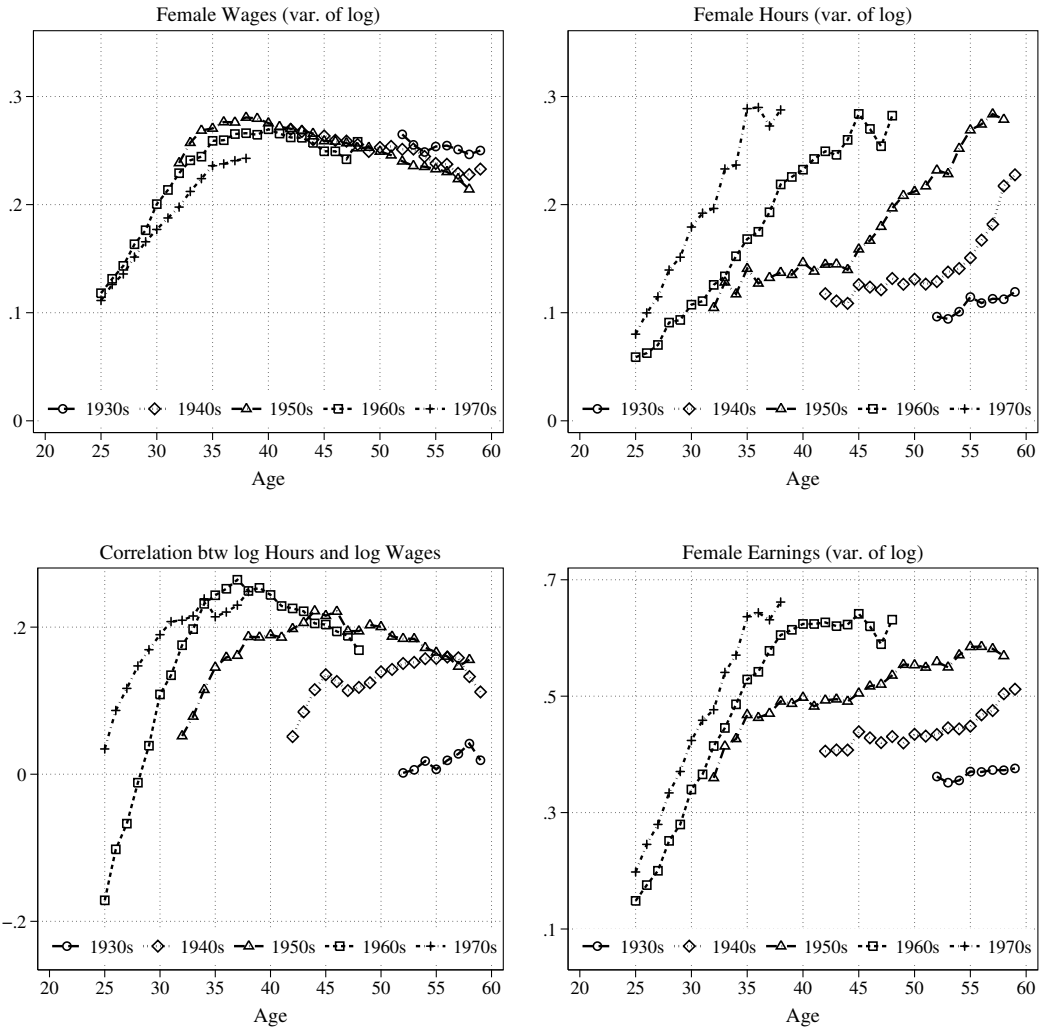 Female Wages (var. of log)
.3
.2
.1
0
1930s 1940s 1950s 1960s 1970s
20 25 30 35 40 45 50 55 60
Age
Female Hours (var. of log)
.3
.2
.1
0
1930s 1940s 1950s 1960s 1970s
20 25 30 35 40 45 50 55 60
Age
Correlation btw log Hours and log Wages
.2
0
−.2
1930s 1940s 1950s 1960s 1970s
20 25 30 35 40 45 50 55 60
Age
Female Earnings (var. of log)
.7
.5
.3
.1
1930s 1940s 1950s 1960s 1970s
20 25 30 35 40 45 50 55 60
Age